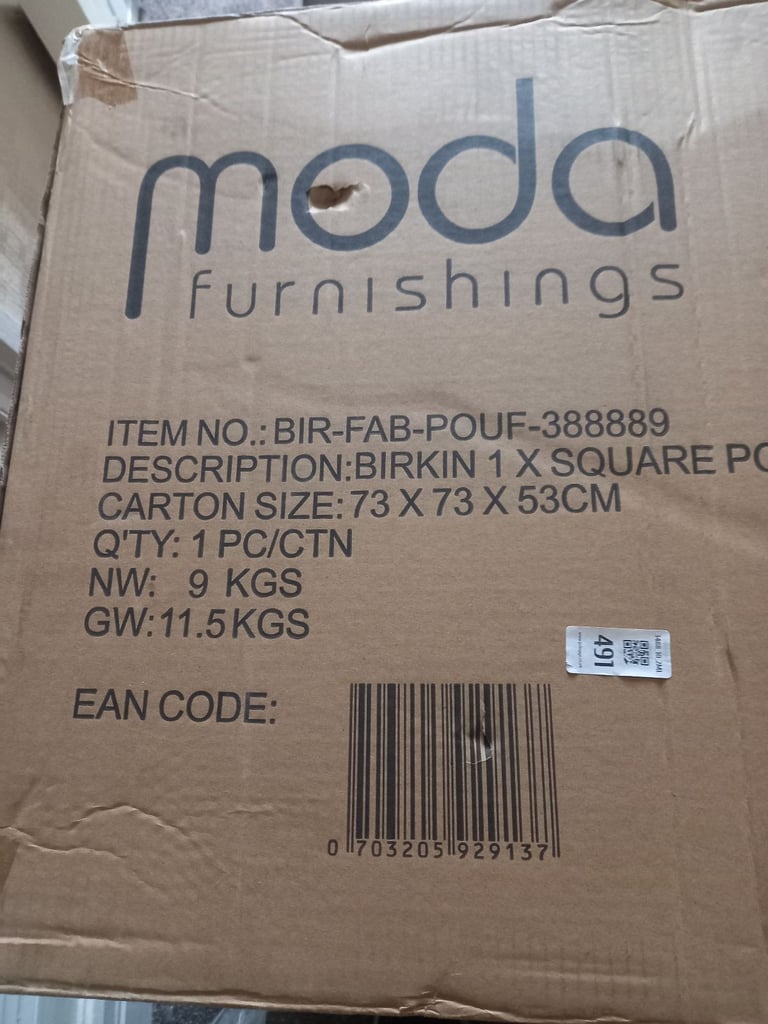 moda
furnishings
ITEM NO.: BIR-FAB-POUF-388889
DESCRIPTION:BIRKIN 1 X SQUARE PO
CARTON SIZE: 73 X 73 X 53CM
Q'TY: 1 PC/CTN
NW: 9 KGS
GW: 11.5KGS
491
EAN CODE:
0 703205 929137